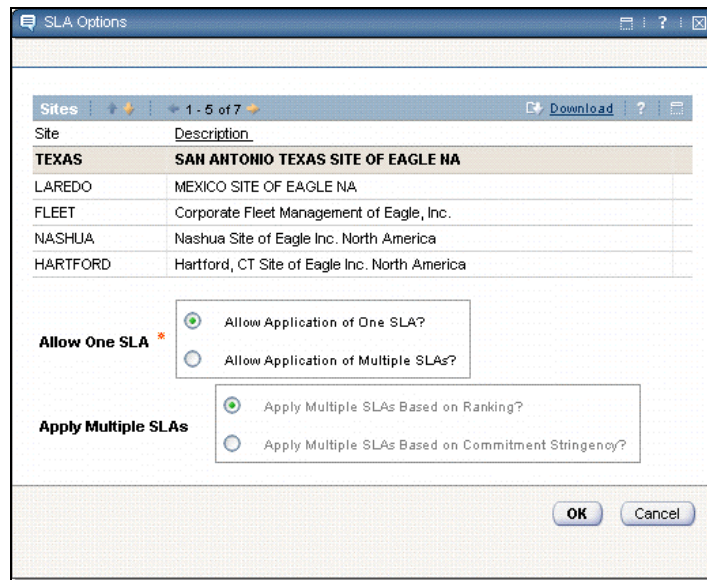 SLA Options
?
Sites 1 - 5 of 7 Download ?
Site Description
TEXAS SAN ANTONIO TEXAS SITE OF EAGLE NA
LAREDO MEXICO SITE OF EAGLE NA
FLEET Corporate Fleet Management of Eagle, Inc.
NASHUA Nashua Site of Eagle Inc. North America
HARTFORD Hartford, CT Site of Eagle Inc. North America
Allow One SLA *
Allow Application of One SLA?
Allow Application of Multiple SLAs?
Apply Multiple SLAs
Apply Multiple SLAs Based on Ranking?
Apply Multiple SLAs Based on Commitment Stringency?
OK Cancel